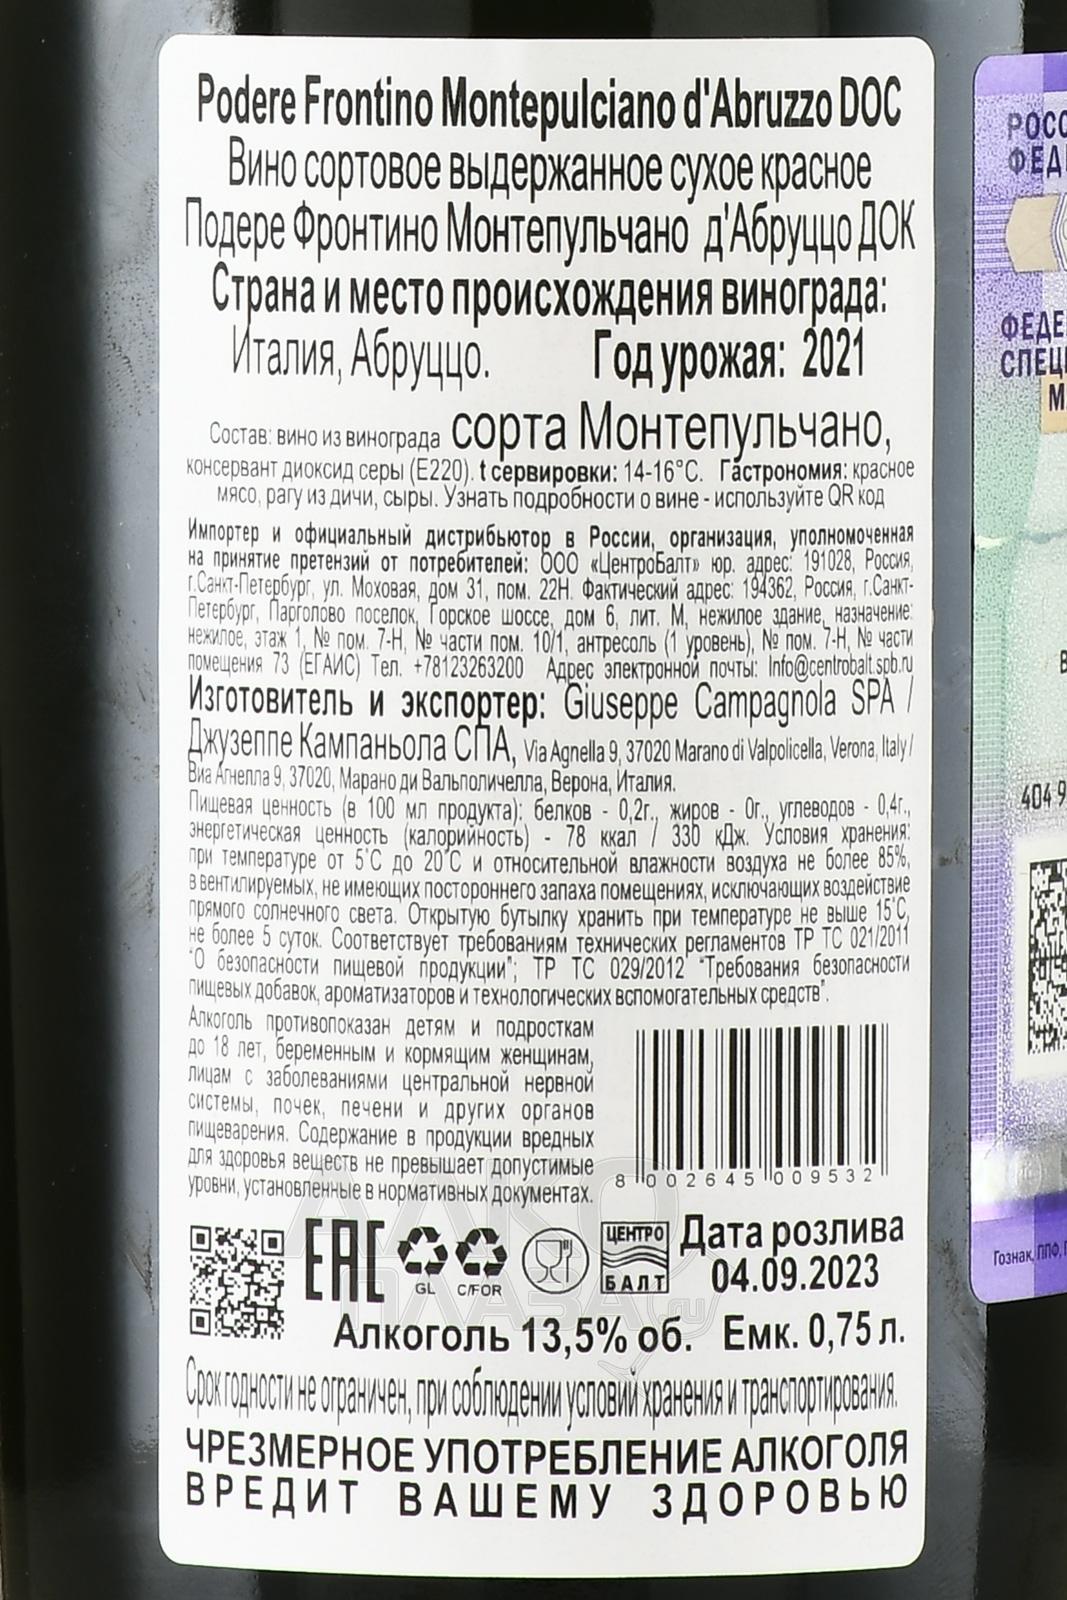 Podere Frontino Montepulciano d'Abruzzo DOC
Вино сортовое выдержанное сухое красное
Подере Фронтино Монтепульчано д'Абруццо ДОК
Страна и место происхождения винограда:
Италия, Абруццо. Год урожая: 2021
Состав: вино из винограда сорта Монтепульчано,
консервант диоксид серы (Е220). t сервировки: 14-16°С. Гастрономия: красное
мясо, рагу из дичи, сыры. Узнать подробности о вине - используйте QR код
Импортер и официальный дистрибьютор в России, организация, уполномоченная
на принятие претензий от потребителей: ООО «ЦентроБалт» юр. адрес: 191028, Россия,
г.Санкт-Петербург, ул. Моховая, дом 31, пом. 22Н. Фактический адрес: 194362, Россия, г.Санкт-
Петербург, Парголово поселок, Горское шоссе, дом 6, лит. М, нежилое здание, назначение:
нежилое, этаж 1, № пом. 7-Н, № части пом. 10/1, антресоль (1 уровень), № пом. 7-Н, № части
помещения 73 (ЕГАИС) Тел. +78123263200 Адрес электронной почты: Info@centrobalt.spb.ru
Изготовитель и экспортер: Giuseppe Campagnola SPA /
Джузеппе Кампаньола СПА, Via Agnella 9, 37020 Marano di Valpolicella, Verona, Italy /
Виа Агнелла 9, 37020, Марано ди Вальполичелла, Верона, Италия.
Пищевая ценность (в 100 мл продукта): белков - 0,2г., жиров - 0г., углеводов - 0,4г.,
энергетическая ценность (калорийность) - 78 ккал / 330 кДж. Условия хранения:
при температуре от 5°С до 20°С и относительной влажности воздуха не более 85%,
в вентилируемых, не имеющих постороннего запаха помещениях, исключающих воздействие
прямого солнечного света. Открытую бутылку хранить при температуре не выше 15°С,
не более 5 суток. Соответствует требованиям технических регламентов ТР ТС 021/2011
"О безопасности пищевой продукции"; ТР ТС 029/2012 "Требования безопасности
пищевых добавок, ароматизаторов и технологических вспомогательных средств".
Алкоголь противопоказан детям и подросткам
до 18 лет, беременным и кормящим женщинам,
лицам с заболеваниями центральной нервной
системы, почек, печени и других органов
пищеварения. Содержание в продукции вредных
для здоровья веществ не превышает допустимые
уровни, установленные в нормативных документах.
8 002645 009532
EAC
GL
C/FOR
ЦЕНТРО
БАЛТ
Дата розлива
04.09.2023
Алкоголь 13,5% об. Емк. 0,75 л.
Срок годности не ограничен, при соблюдении условий хранения и транспортирования.
ЧРЕЗМЕРНОЕ УПОТРЕБЛЕНИЕ АЛКОГОЛЯ
ВРЕДИТ ВАШЕМУ ЗДОРОВЬЮ
АЛКО
ПЛАЗА.ru
404 9
Гознак, ППФ,